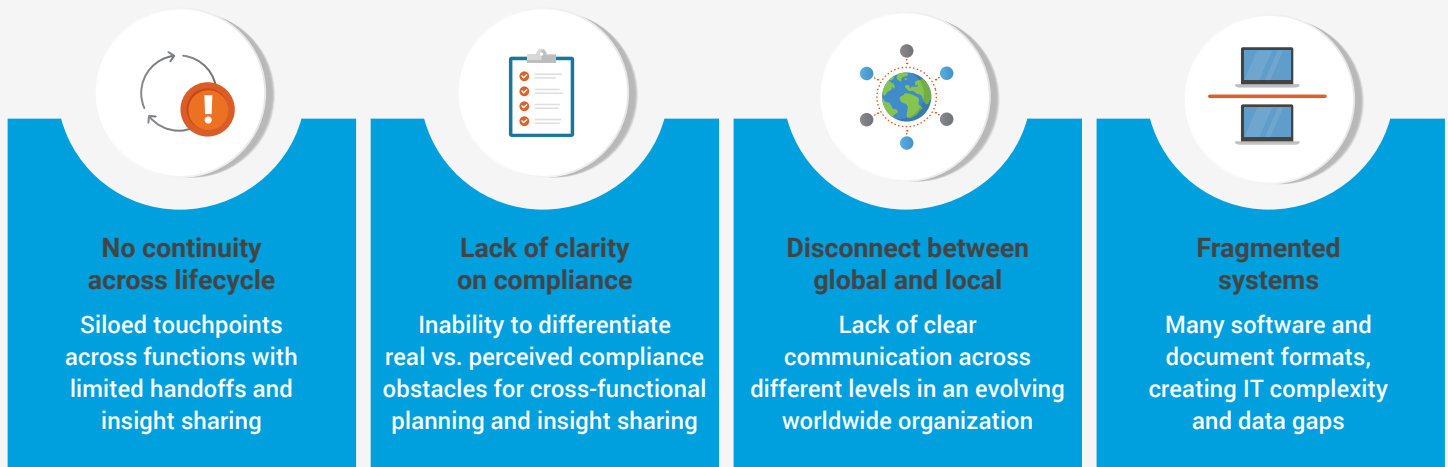 No continuity
across lifecycle
Siloed touchpoints
across functions with
limited handoffs and
insight sharing
Lack of clarity
on compliance
Inability to differentiate
real vs. perceived compliance
obstacles for cross-functional
planning and insight sharing
Disconnect between
global and local
Lack of clear
communication across
different levels in an evolving
worldwide organization
Fragmented
systems
Many software and
document formats,
creating IT complexity
and data gaps